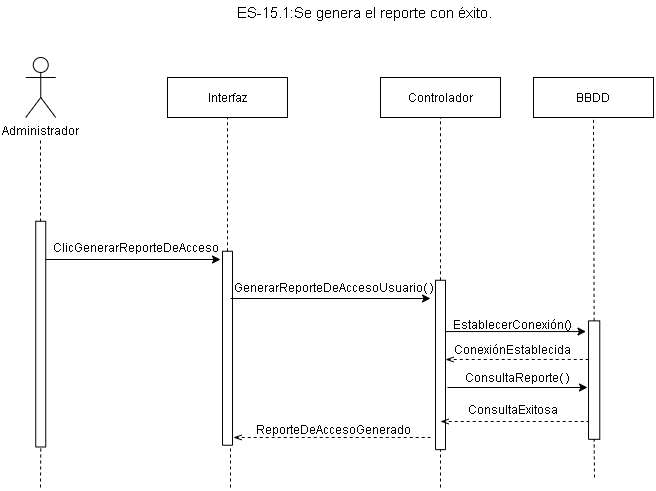 ES-15.1:Se genera el reporte con éxito.
Administrador
Interfaz
Controlador
BBDD
ClicGenerarReporteDeAcceso
GenerarReporteDeAccesoUsuario()
EstablecerConexión()
ConexiónEstablecida
ConsultaReporte()
ConsultaExitosa
ReporteDeAccesoGenerado